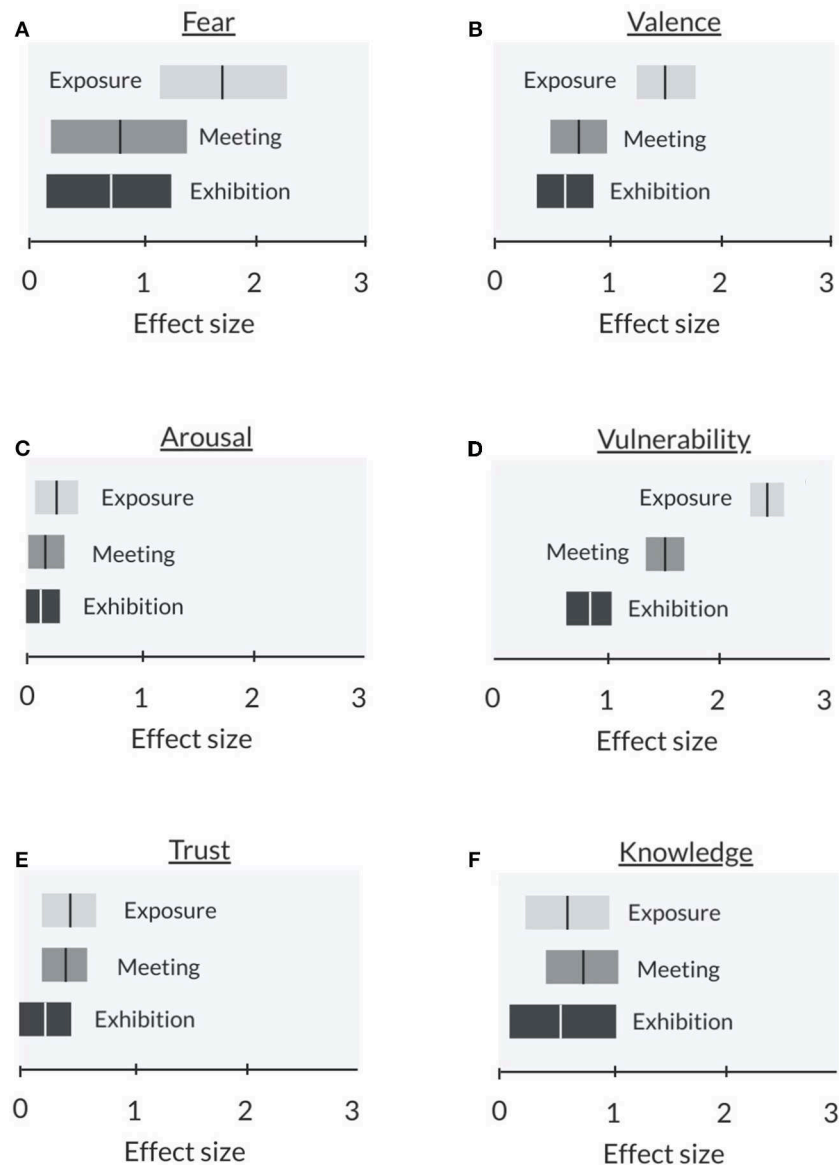 A
Fear
Exposure
Meeting
Exhibition
0 1 2 3
Effect size
B
Valence
Exposure
Meeting
Exhibition
0 1 2 3
Effect size
C
Arousal
Exposure
Meeting
Exhibition
0 1 2 3
Effect size
D
Vulnerability
Exposure
Meeting
Exhibition
0 1 2 3
Effect size
E
Trust
Exposure
Meeting
Exhibition
0 1 2 3
Effect size
F
Knowledge
Exposure
Meeting
Exhibition
0 1 2 3
Effect size